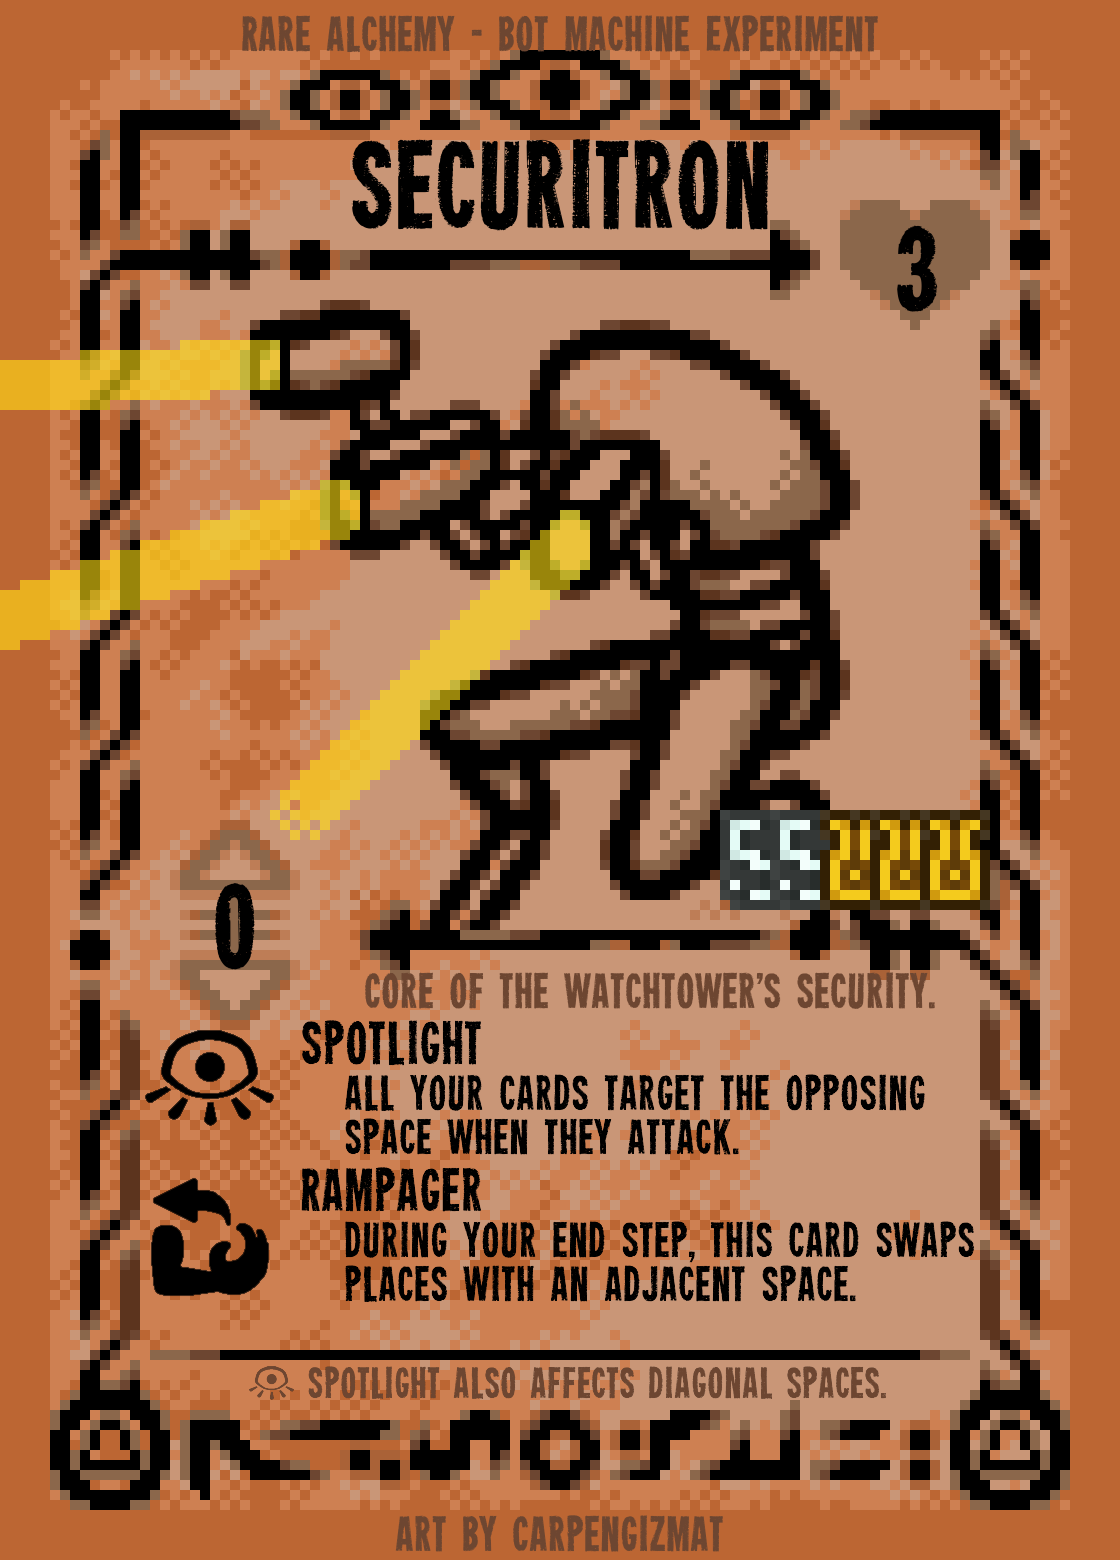 RARE ALCHEMY - BOT MACHINE EXPERIMENT
SECURITRON
3
0
CORE OF THE WATCHTOWER'S SECURITY.
SPOTLIGHT
ALL YOUR CARDS TARGET THE OPPOSING
SPACE WHEN THEY ATTACK.
RAMPAGER
DURING YOUR END STEP, THIS CARD SWAPS
PLACES WITH AN ADJACENT SPACE.
SPOTLIGHT ALSO AFFECTS DIAGONAL SPACES.
ART BY CARPENGIZMAT